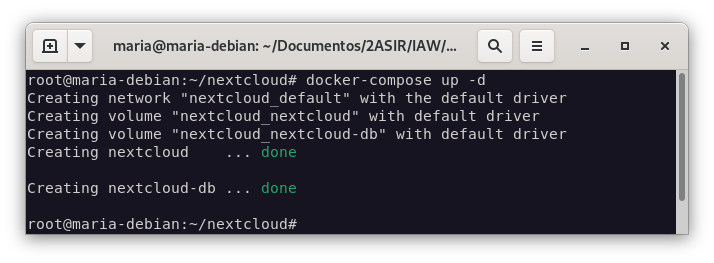 maria@maria-debian: ~/Documentos/2ASIR/IAW/...
root@maria-debian:~/nextcloud# docker-compose up -d
Creating network "nextcloud_default" with the default driver
Creating volume "nextcloud_nextcloud" with default driver
Creating volume "nextcloud_nextcloud-db" with default driver
Creating nextcloud    ... done
Creating nextcloud-db ... done
root@maria-debian:~/nextcloud#